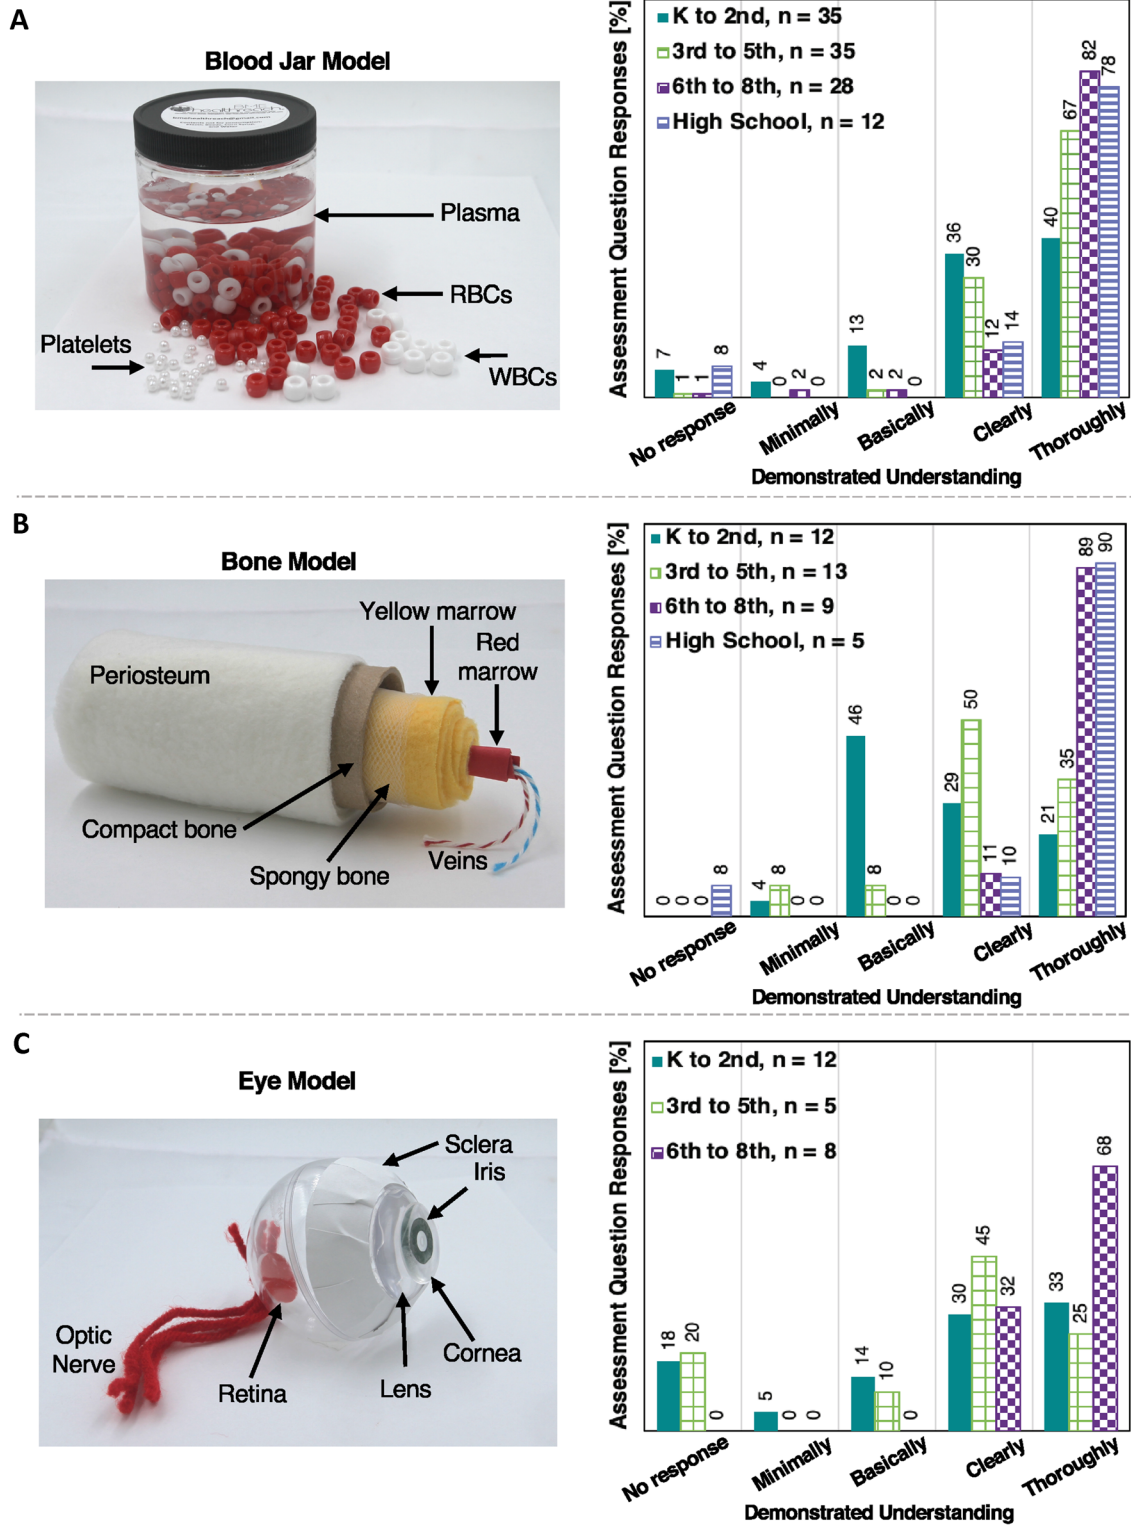 A
Blood Jar Model
healthreach
Plasma
RBCs
Platelets
WBCs
Assessment Question Responses [%]
K to 2nd, n = 35
3rd to 5th, n = 35
6th to 8th, n = 28
High School, n = 12
7 1 1 8
4 0 2 0
13 2 2 0
36 30 12 14
40 67 82 78
No response
Minimally
Basically
Clearly
Thoroughly
Demonstrated Understanding
B
Bone Model
Yellow marrow
Red
marrow
Periosteum
Compact bone
Spongy bone
Veins
Assessment Question Responses [%]
K to 2nd, n = 12
3rd to 5th, n = 13
6th to 8th, n = 9
High School, n = 5
0 0 0 8
4 8 0 0
46 8 0 0
29 50 11 10
21 35 89 90
No response
Minimally
Basically
Clearly
Thoroughly
Demonstrated Understanding
C
Eye Model
Sclera
Iris
Optic
Nerve
Retina
Lens
Cornea
Assessment Question Responses [%]
K to 2nd, n = 12
3rd to 5th, n = 5
6th to 8th, n = 8
18 20 0
5 0 0
14 10 0
30 45 32
33 25 68
No response
Minimally
Basically
Clearly
Thoroughly
Demonstrated Understanding